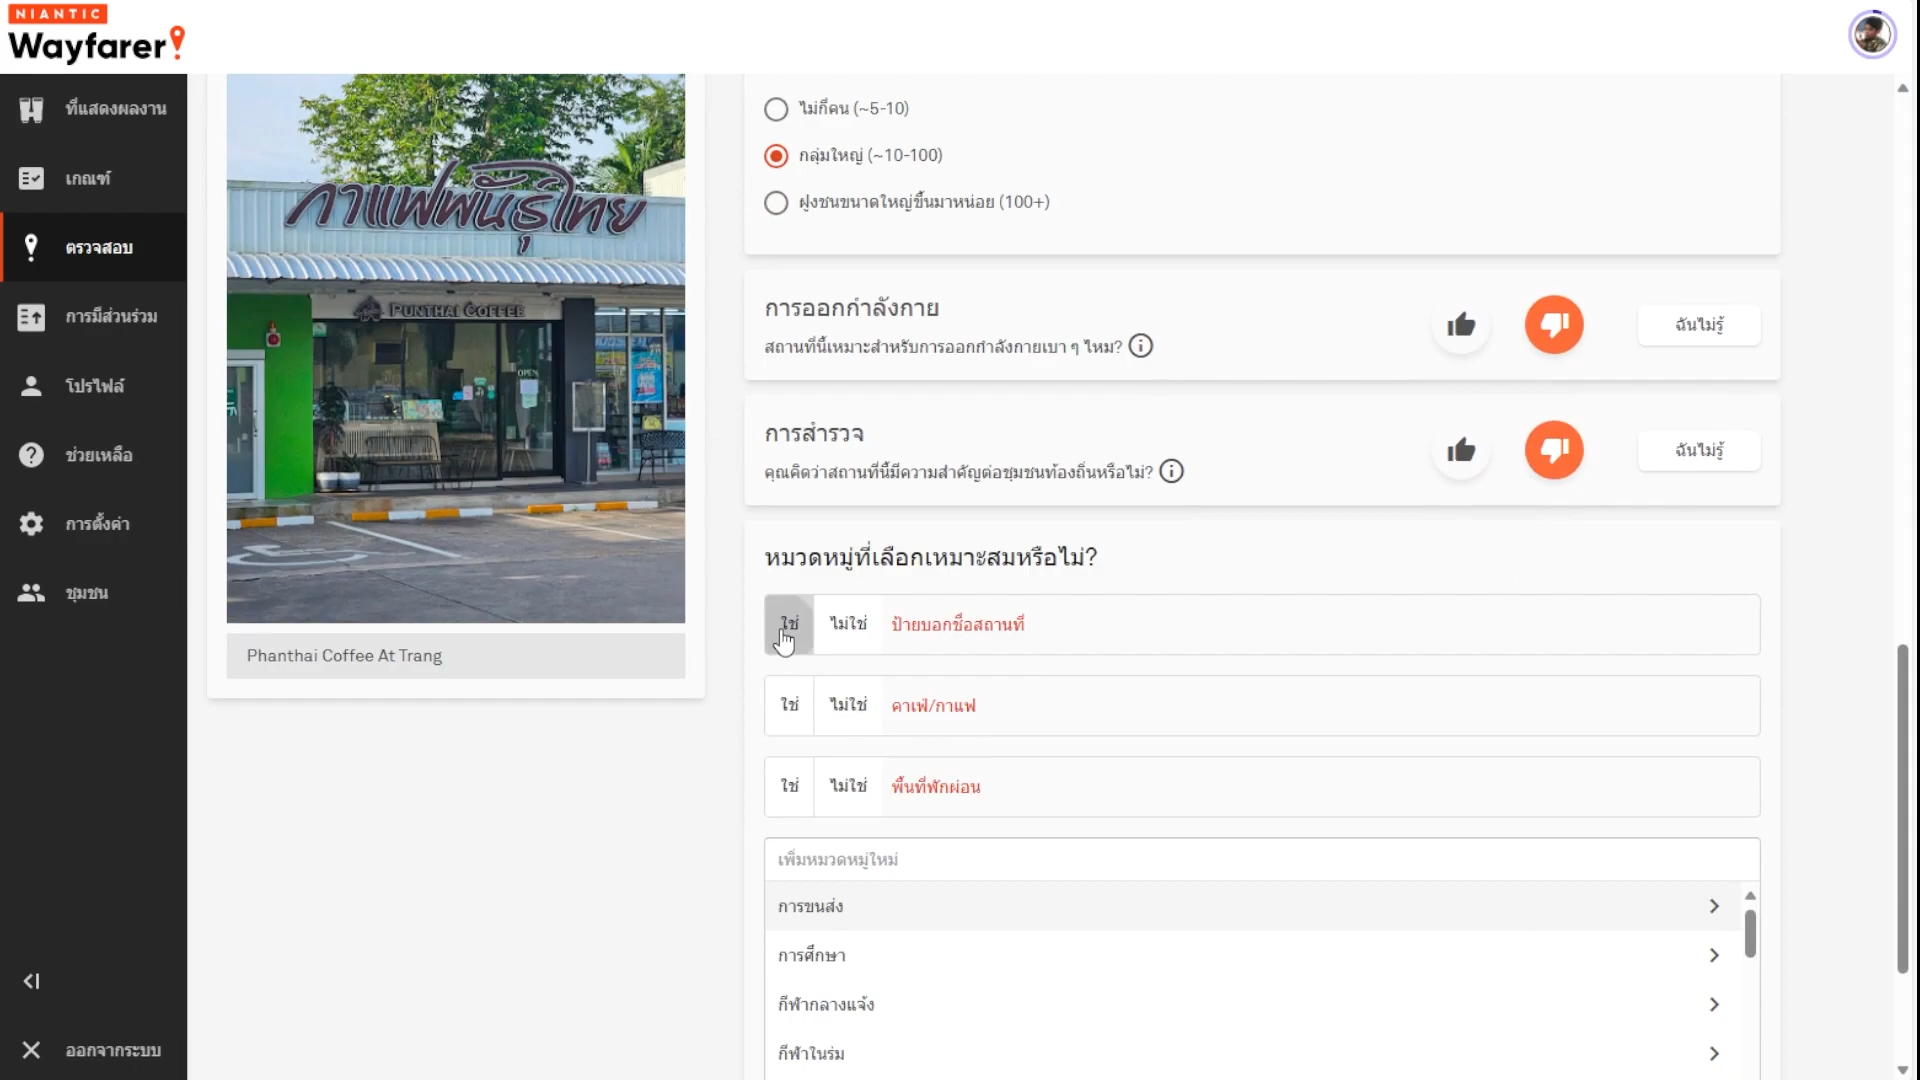 NIANTIC
Wayfarer
ที่แสดงผลงาน
เกณฑ์
ตรวจสอบ
การมีส่วนร่วม
โปรไฟล์
ช่วยเหลือ
การตั้งค่า
ชุมชน
ออกจากระบบ
กาแฟพันธุ์ไทย
PUNTHAI COFFEE
OPEN
Phanthai Coffee At Trang
ไม่กี่คน (~5-10)
กลุ่มใหญ่ (~10-100)
ฝูงชนขนาดใหญ่ขึ้นมาหน่อย (100+)
การออกกำลังกาย
สถานที่นี้เหมาะสำหรับการออกกำลังกายเบา ๆ ไหม?
ฉันไม่รู้
การสำรวจ
คุณคิดว่าสถานที่นี้มีความสำคัญต่อชุมชนท้องถิ่นหรือไม่?
ฉันไม่รู้
หมวดหมู่ที่เลือกเหมาะสมหรือไม่?
ใช่ ไม่ใช่ ป้ายบอกชื่อสถานที่
ใช่ ไม่ใช่ คาเฟ่/กาแฟ
ใช่ ไม่ใช่ พื้นที่พักผ่อน
เพิ่มหมวดหมู่ใหม่
การขนส่ง
การศึกษา
กีฬากลางแจ้ง
กีฬาในร่ม